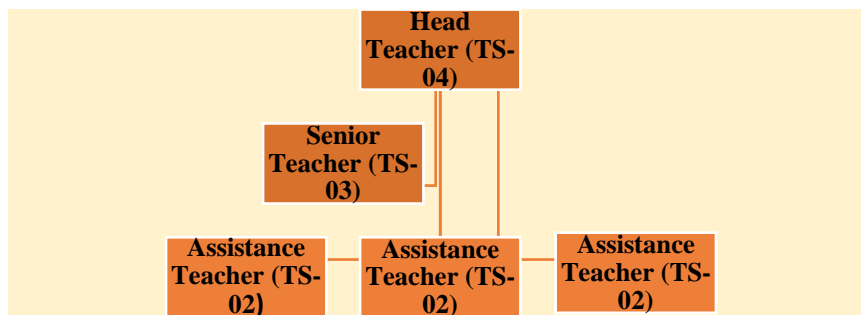 Head
Teacher (TS-
04)
Senior
Teacher (TS-
03)
Assistance
Teacher (TS-
02)
Assistance
Teacher (TS-
02)
Assistance
Teacher (TS-
02)